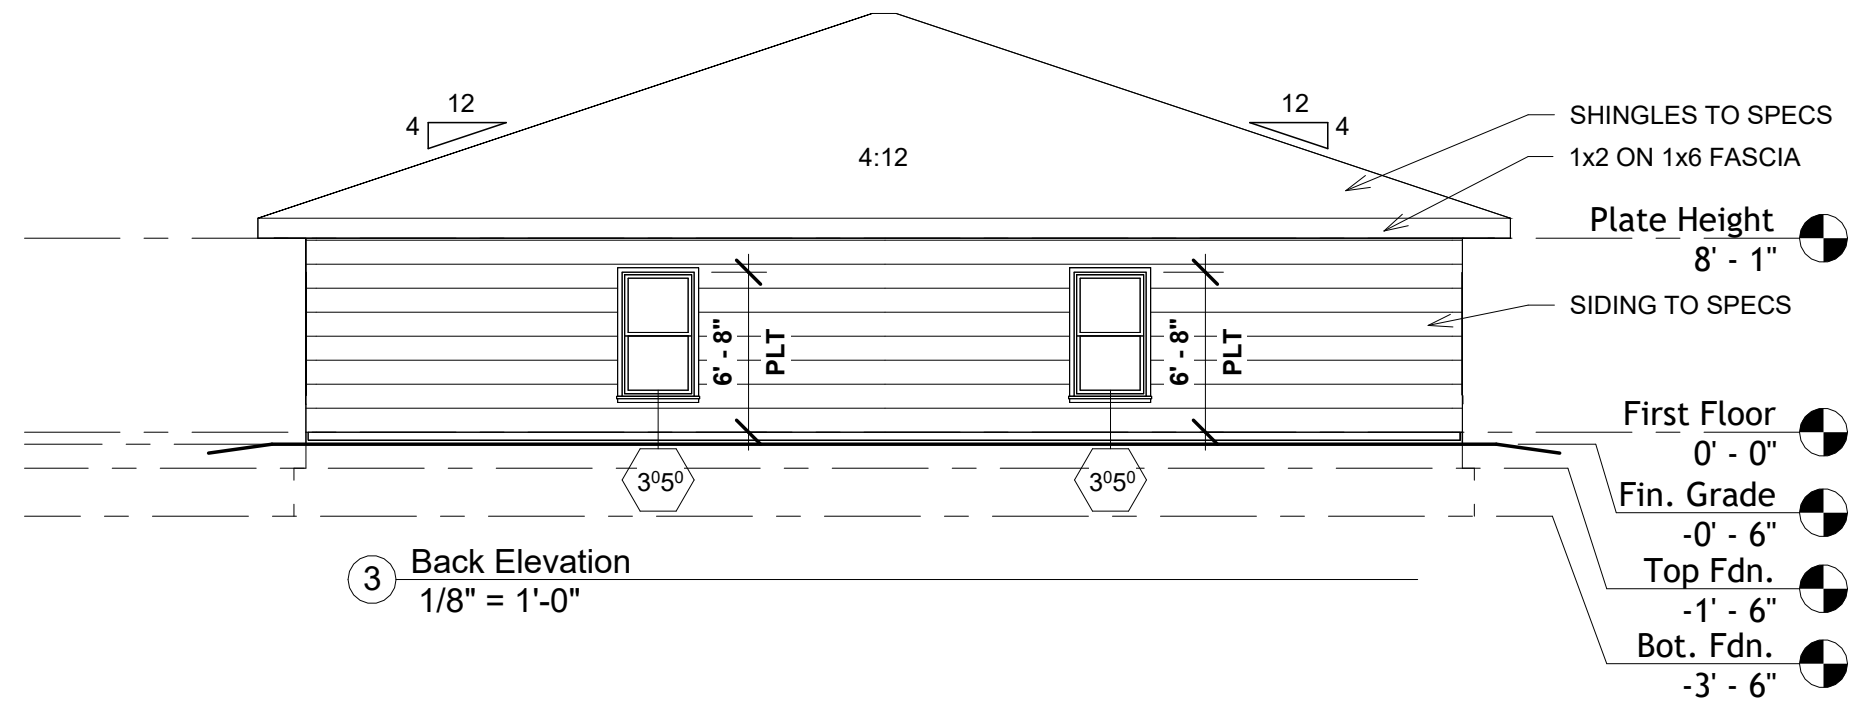 12
4
12
4
4:12
SHINGLES TO SPECS
1x2 ON 1x6 FASCIA
Plate Height
8' - 1"
SIDING TO SPECS
6' - 8"
PLT
6' - 8"
PLT
First Floor
0' - 0"
3⁰5⁰
3⁰5⁰
Fin. Grade
-0' - 6"
Top Fdn.
-1' - 6"
Bot. Fdn.
-3' - 6"
3
Back Elevation
1/8" = 1'-0"